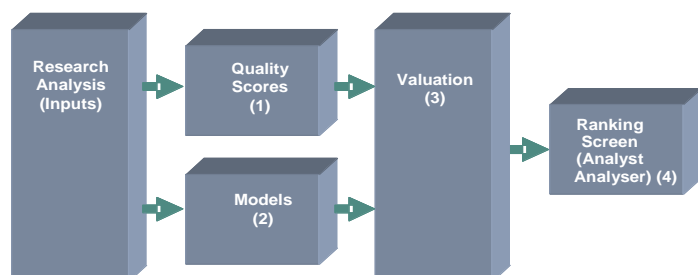 Research
Analysis
(Inputs)
Quality
Scores
(1)
Models
(2)
Valuation
(3)
Ranking
Screen
(Analyst
Analyser) (4)